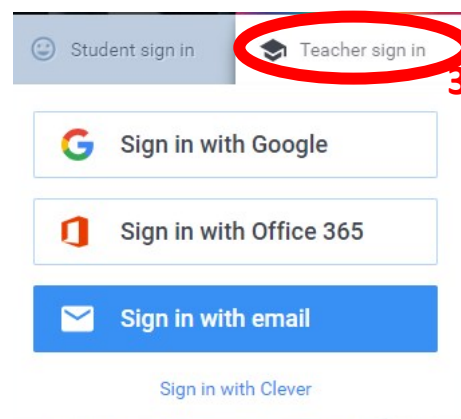 Student sign in
Teacher sign in
3
Sign in with Google
Sign in with Office 365
Sign in with email
Sign in with Clever